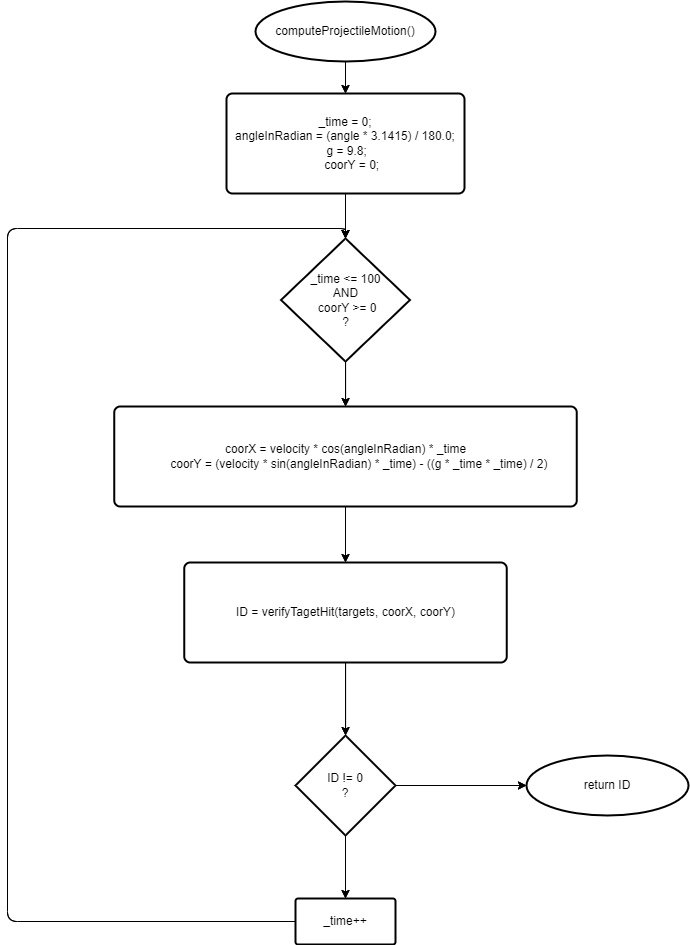 computeProjectileMotion()
_time = 0;
angleInRadian = (angle * 3.1415) / 180.0;
g = 9.8;
coorY = 0;
_time <= 100
AND
coorY >= 0
?
coorX = velocity * cos(angleInRadian) * _time
coorY = (velocity * sin(angleInRadian) * _time) - ((g * _time * _time) / 2)
ID = verifyTagetHit(targets, coorX, coorY)
ID != 0
?
return ID
_time++